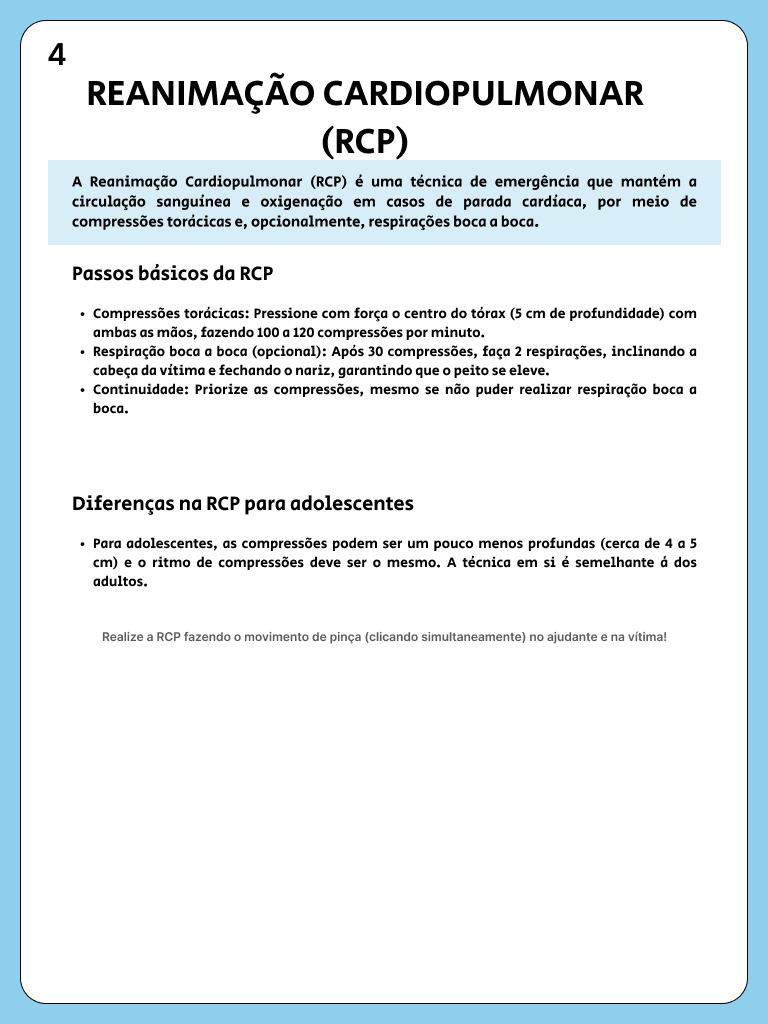 4
REANIMAÇÃO CARDIOPULMONAR
(RCP)
A Reanimação Cardiopulmonar (RCP) é uma técnica de emergência que mantém a
circulação sanguínea e oxigenação em casos de parada cardíaca, por meio de
compressões torácicas e, opcionalmente, respirações boca a boca.
Passos básicos da RCP
• Compressões torácicas: Pressione com força o centro do tórax (5 cm de profundidade) com
ambas as mãos, fazendo 100 a 120 compressões por minuto.
• Respiração boca a boca (opcional): Após 30 compressões, faça 2 respirações, inclinando a
cabeça da vítima e fechando o nariz, garantindo que o peito se eleve.
• Continuidade: Priorize as compressões, mesmo se não puder realizar respiração boca a
boca.
Diferenças na RCP para adolescentes
• Para adolescentes, as compressões podem ser um pouco menos profundas (cerca de 4 a 5
cm) e o ritmo de compressões deve ser o mesmo. A técnica em si é semelhante á dos
adultos.
Realize a RCP fazendo o movimento de pinça (clicando simultaneamente) no ajudante e na vítima!